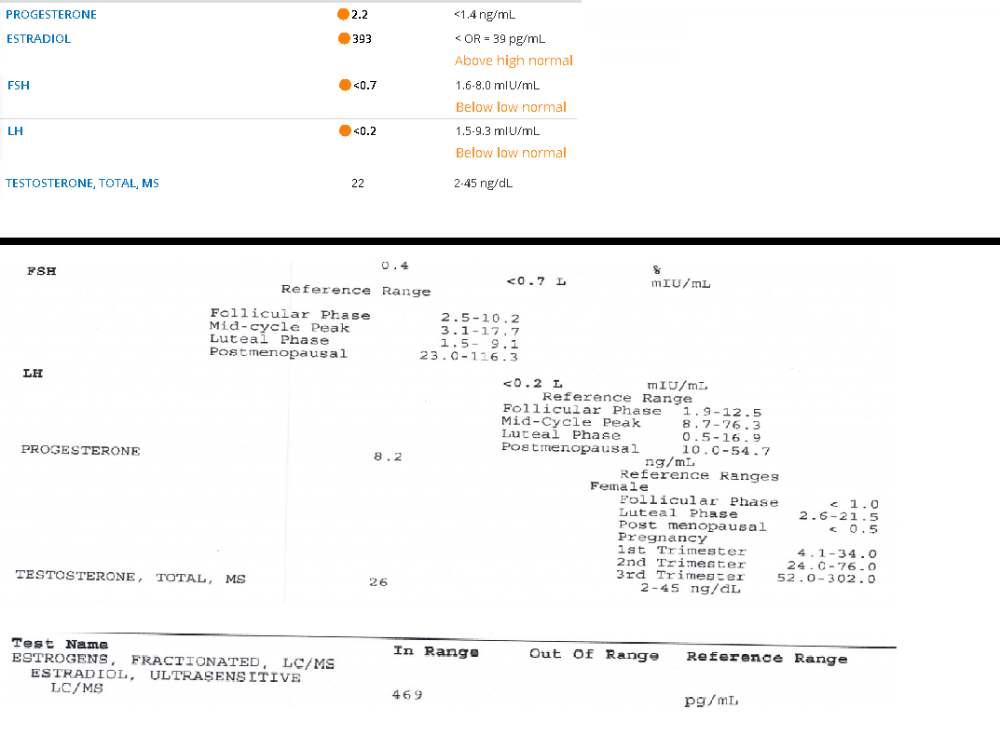 PROGESTERONE 2.2 <1.4 ng/mL
ESTRADIOL 393 < OR = 39 pg/mL
Above high normal
FSH <0.7 1.6-8.0 mIU/mL
Below low normal
LH <0.2 1.5-9.3 mIU/mL
Below low normal
TESTOSTERONE, TOTAL, MS 22 2-45 ng/dL
0.4 %
FSH <0.7 L mIU/mL
Reference Range
Follicular Phase 2.5-10.2
Mid-cycle Peak 3.1-17.7
Luteal Phase 1.5- 9.1
Postmenopausal 23.0-116.3
LH
<0.2 L mIU/mL
Reference Range
Follicular Phase 1.9-12.5
Mid-Cycle Peak 8.7-76.3
Luteal Phase 0.5-16.9
Postmenopausal 10.0-54.7
PROGESTERONE 8.2 ng/mL
Reference Ranges
Female
Follicular Phase < 1.0
Luteal Phase 2.6-21.5
Post menopausal < 0.5
Pregnancy
1st Trimester 4.1-34.0
2nd Trimester 24.0-76.0
3rd Trimester 52.0-302.0
TESTOSTERONE, TOTAL, MS 26 2-45 ng/dL
Test Name In Range Out Of Range Reference Range
ESTROGENS, FRACTIONATED, LC/MS
ESTRADIOL, ULTRASENSITIVE
LC/MS 469 pg/mL